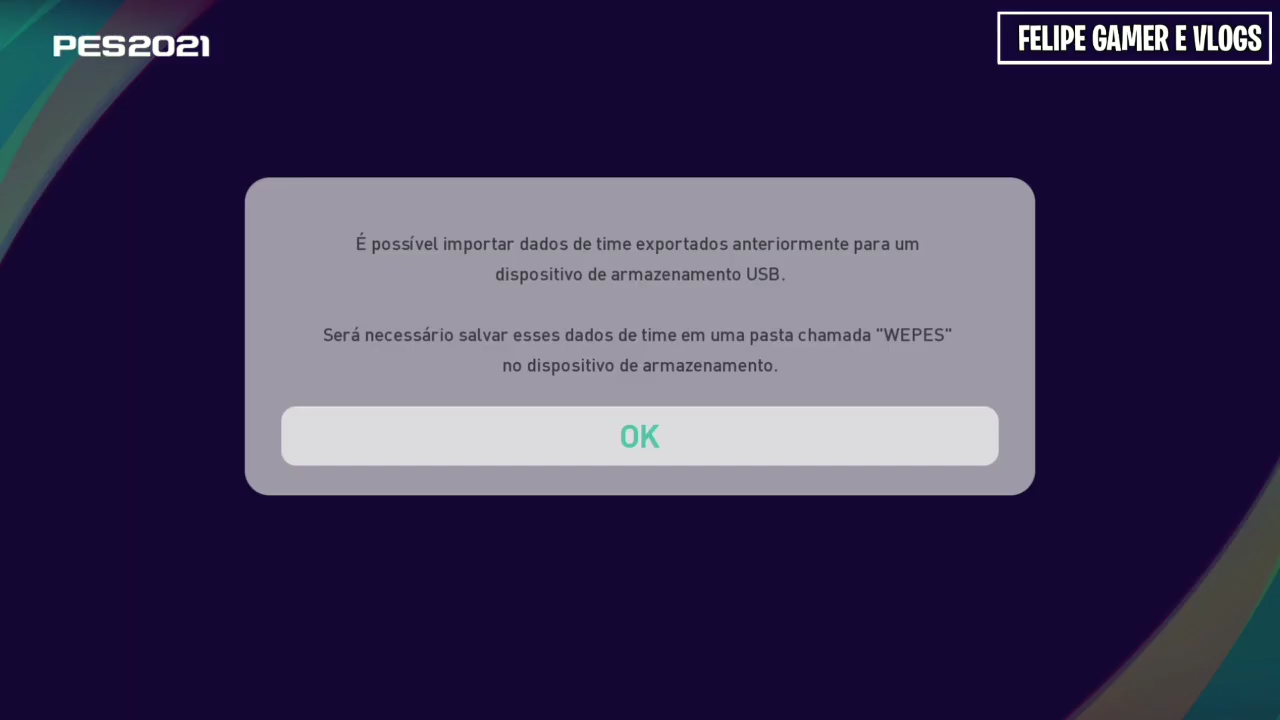 PES2021
FELIPE GAMER E VLOGS
É possível importar dados de time exportados anteriormente para um
dispositivo de armazenamento USB.
Será necessário salvar esses dados de time em uma pasta chamada "WEPES"
no dispositivo de armazenamento.
OK